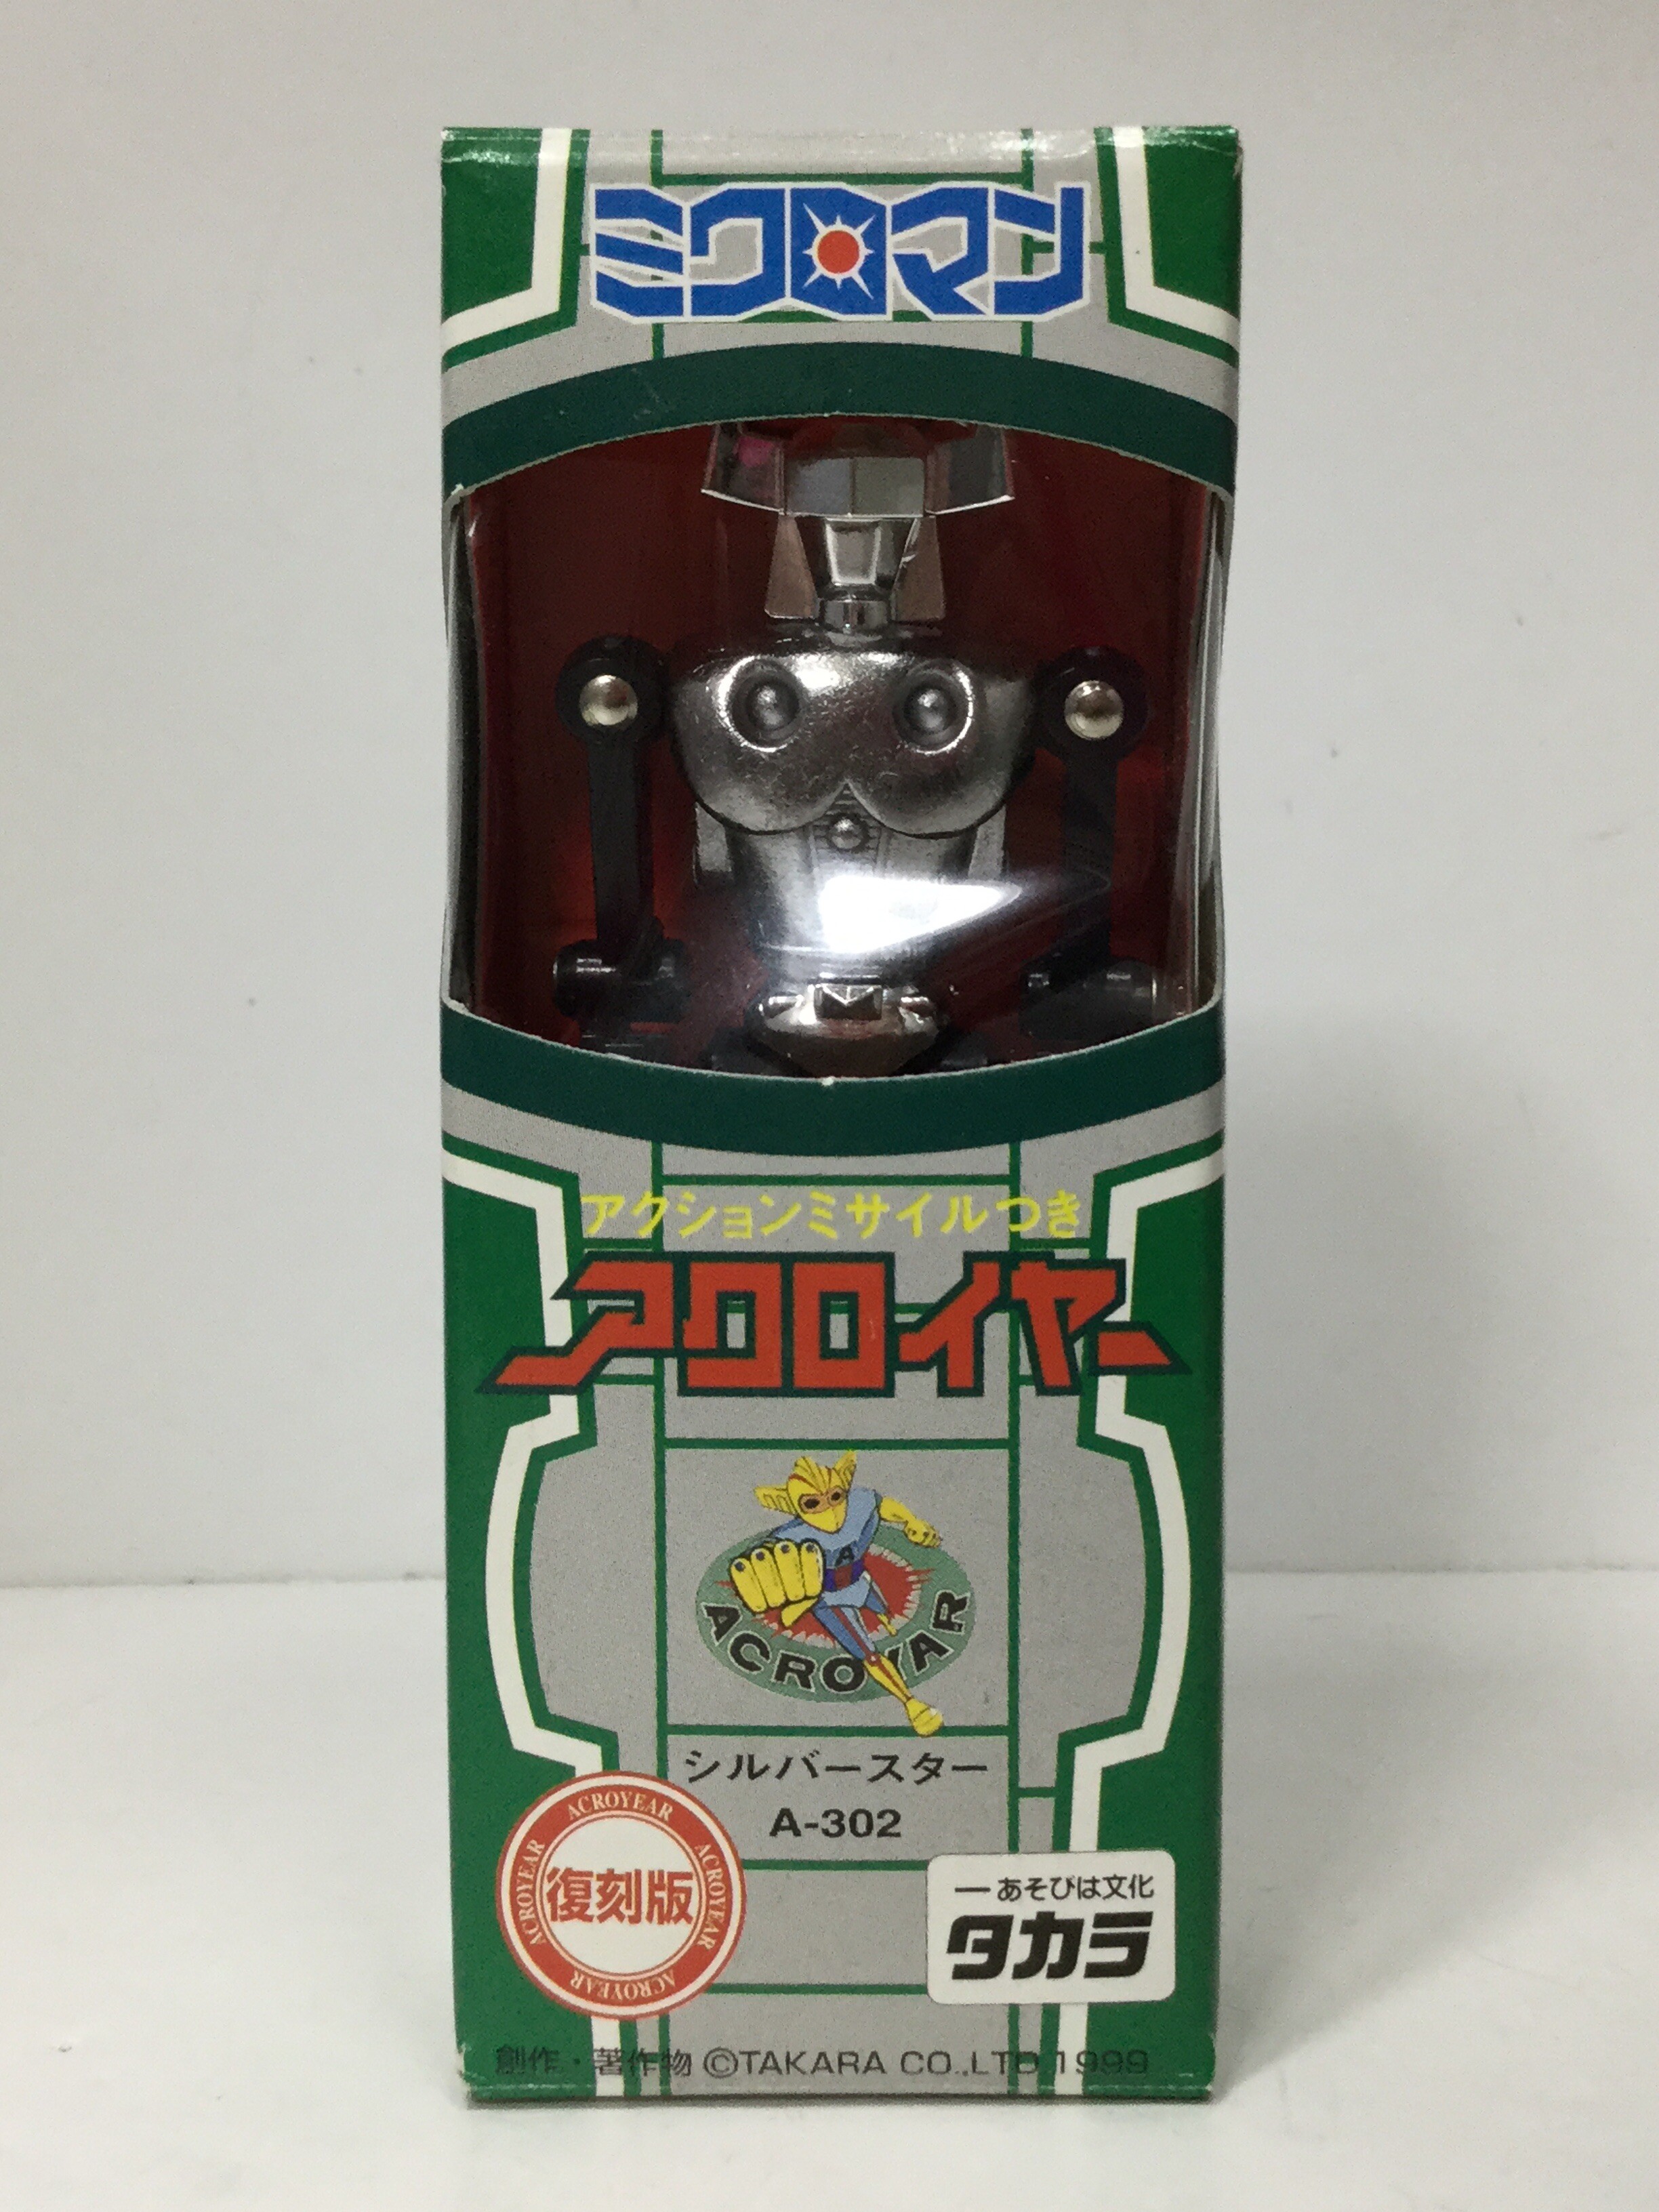 ミクロマン
アクションミサイルつき
アクロイヤー
A
ACROYAR
シルバースター
A-302
ACROYEAR
ACROYEAR
ACROYEAR
ACROYEAR
復刻版
—あそびは文化
タカラ
創作・著作物 ©TAKARA CO.,LTD 1999